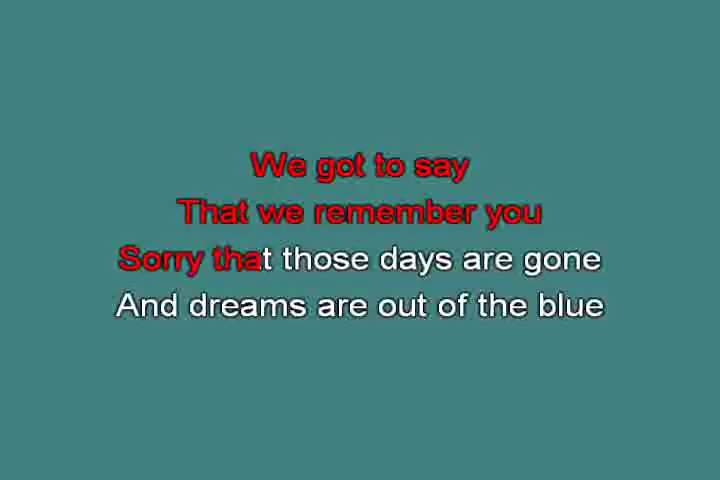 We got to say
That we remember you
Sorry that those days are gone
And dreams are out of the blue